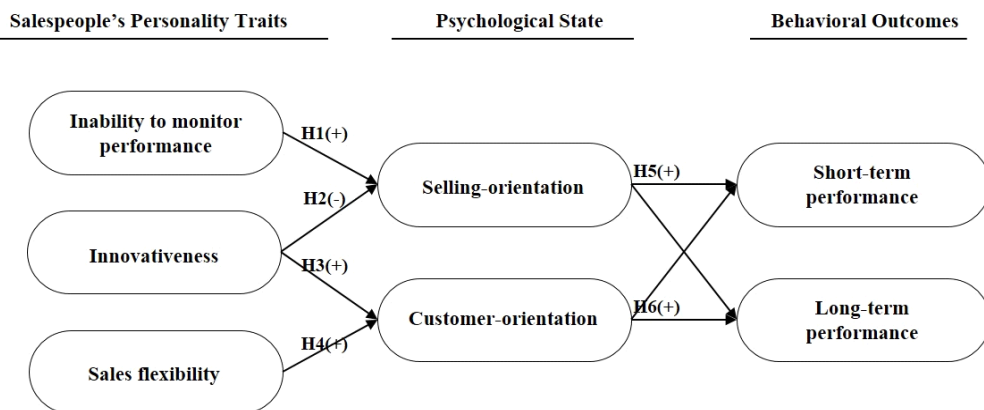 Salespeople's Personality Traits
Psychological State
Behavioral Outcomes
Inability to monitor
performance
H1(+)
H2(-)
Innovativeness
H3(+)
H4(+)
Sales flexibility
Selling-orientation
Customer-orientation
H5(+)
H6(+)
Short-term
performance
Long-term
performance